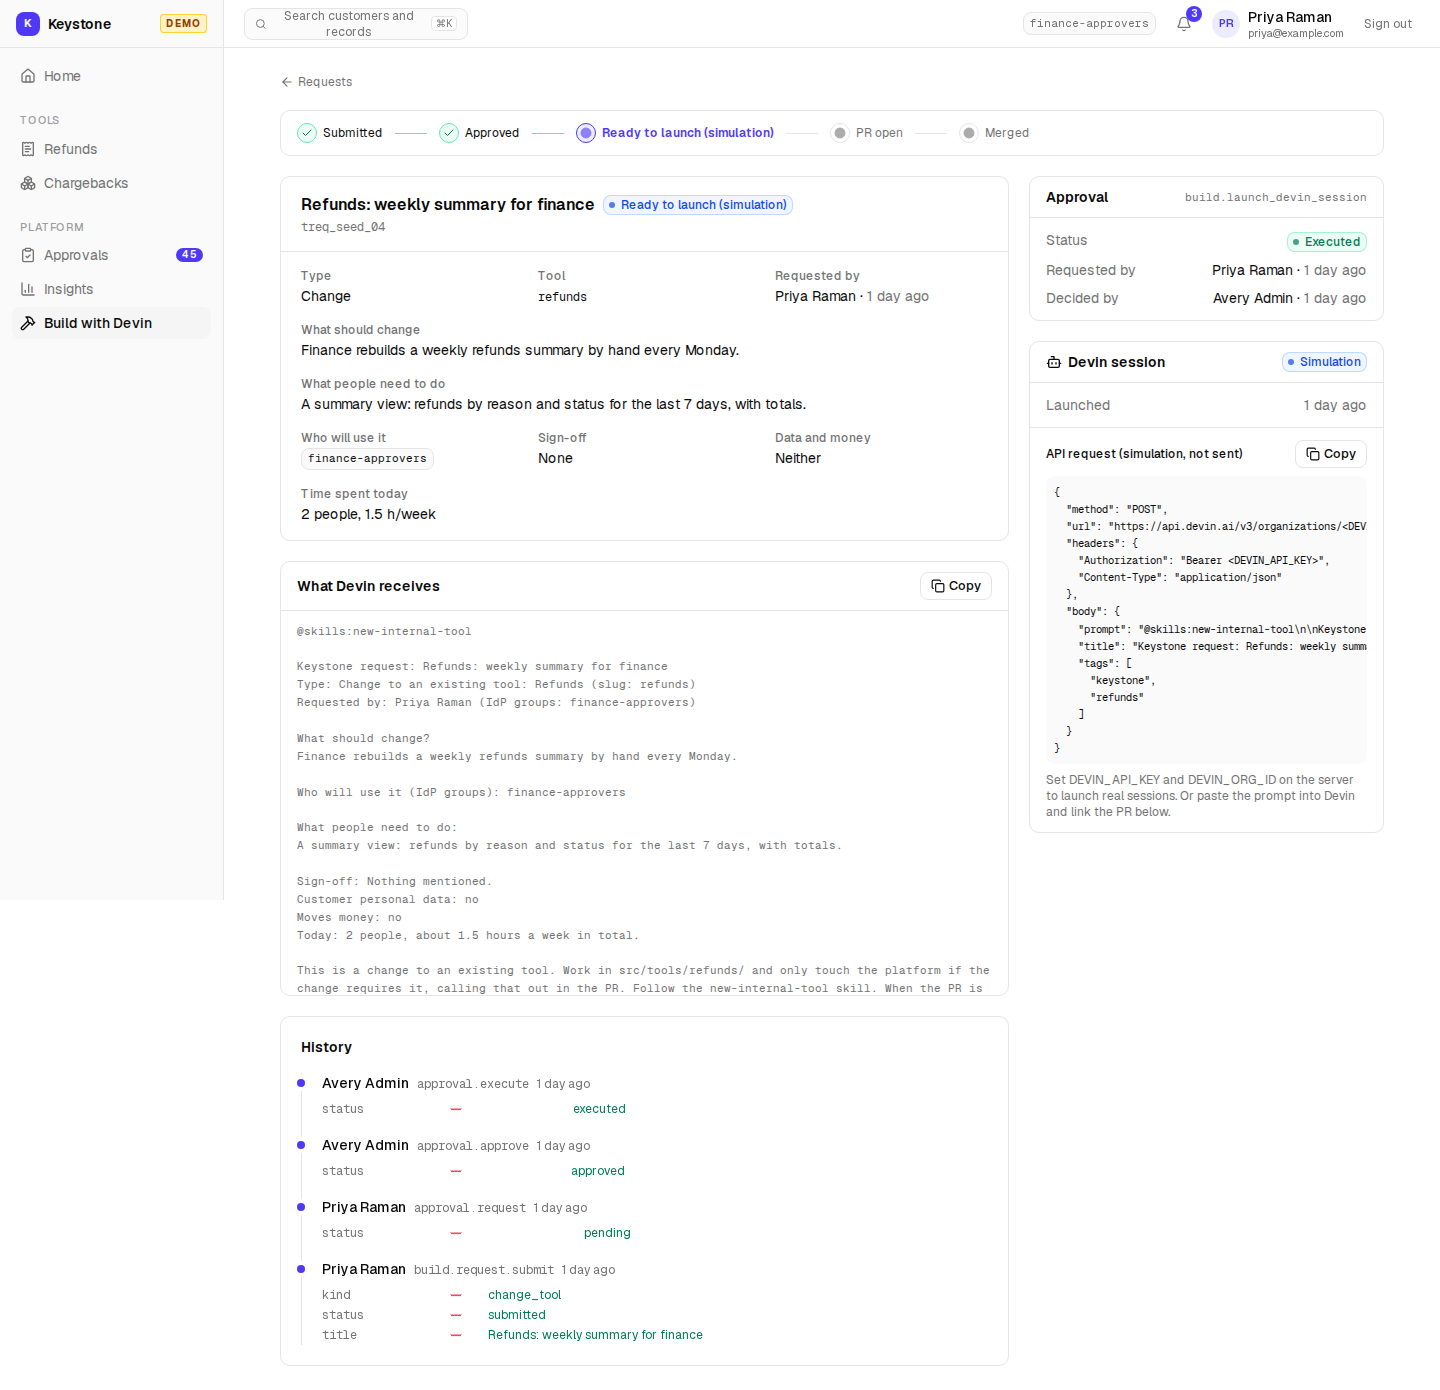 K Keystone DEMO
Search customers and records ⌘K
finance-approvers
3
PR Priya Raman
priya@example.com
Sign out
Home
TOOLS
Refunds
Chargebacks
PLATFORM
Approvals 45
Insights
Build with Devin
Requests
Submitted Approved Ready to launch (simulation) PR open Merged
Refunds: weekly summary for finance Ready to launch (simulation)
treq_seed_04
Type Tool Requested by
Change refunds Priya Raman · 1 day ago
What should change
Finance rebuilds a weekly refunds summary by hand every Monday.
What people need to do
A summary view: refunds by reason and status for the last 7 days, with totals.
Who will use it Sign-off Data and money
finance-approvers None Neither
Time spent today
2 people, 1.5 h/week
What Devin receives Copy
@skills:new-internal-tool
Keystone request: Refunds: weekly summary for finance
Type: Change to an existing tool: Refunds (slug: refunds)
Requested by: Priya Raman (IdP groups: finance-approvers)
What should change?
Finance rebuilds a weekly refunds summary by hand every Monday.
Who will use it (IdP groups): finance-approvers
What people need to do:
A summary view: refunds by reason and status for the last 7 days, with totals.
Sign-off: Nothing mentioned.
Customer personal data: no
Moves money: no
Today: 2 people, about 1.5 hours a week in total.
This is a change to an existing tool. Work in src/tools/refunds/ and only touch the platform if the
change requires it, calling that out in the PR. Follow the new-internal-tool skill. When the PR is
History
Avery Admin approval.execute 1 day ago
status — executed
Avery Admin approval.approve 1 day ago
status — approved
Priya Raman approval.request 1 day ago
status — pending
Priya Raman build.request.submit 1 day ago
kind — change_tool
status — submitted
title — Refunds: weekly summary for finance
Approval build.launch_devin_session
Status Executed
Requested by Priya Raman · 1 day ago
Decided by Avery Admin · 1 day ago
Devin session Simulation
Launched 1 day ago
API request (simulation, not sent) Copy
{
"method": "POST",
"url": "https://api.devin.ai/v3/organizations/<DEV
"headers": {
"Authorization": "Bearer <DEVIN_API_KEY>",
"Content-Type": "application/json"
},
"body": {
"prompt": "@skills:new-internal-tool\n\nKeystone
"title": "Keystone request: Refunds: weekly summ
"tags": [
"keystone",
"refunds"
]
}
}
Set DEVIN_API_KEY and DEVIN_ORG_ID on the server
to launch real sessions. Or paste the prompt into Devin
and link the PR below.